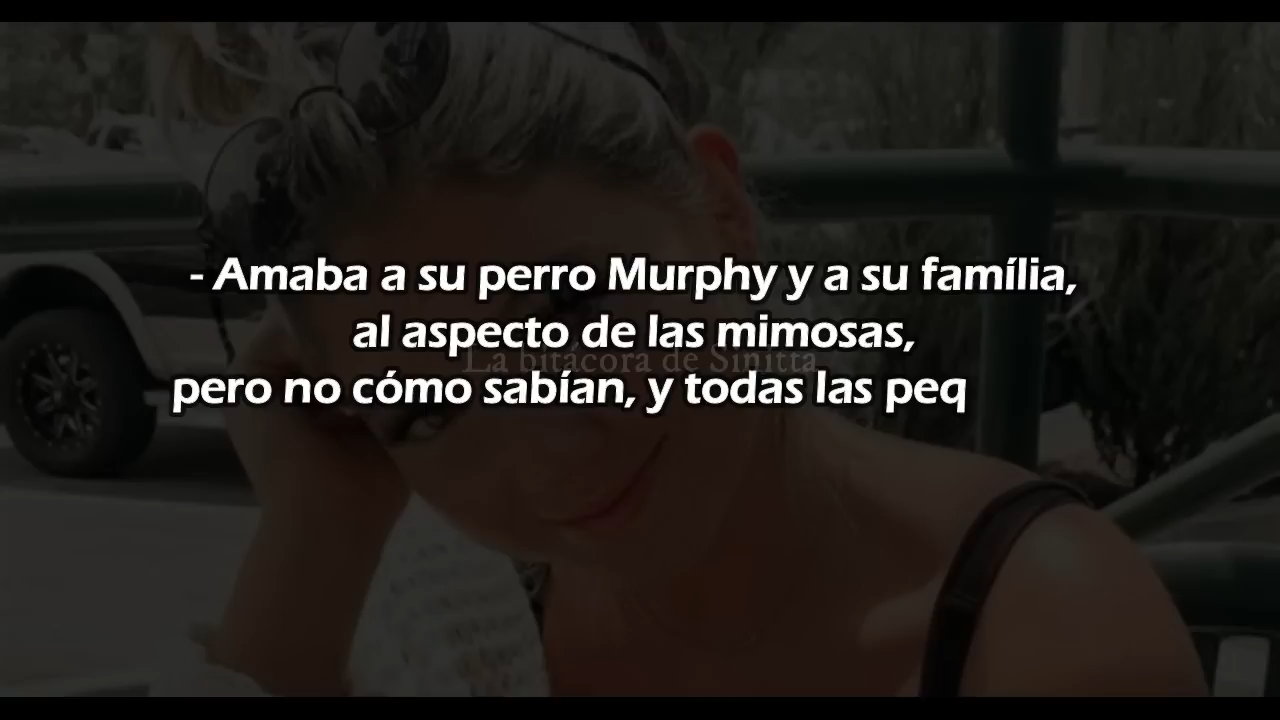 - Amaba a su perro Murphy y a su família,
al aspecto de las mimosas,
La bitácora de Sinitta
pero no cómo sabían, y todas las peq